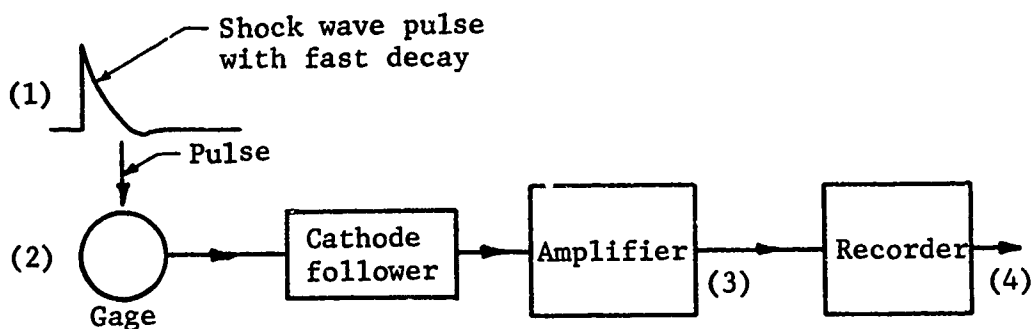 Shock wave pulse
with fast decay
(1)
Pulse
(2)
Gage
Cathode
follower
Amplifier
(3)
Recorder
(4)